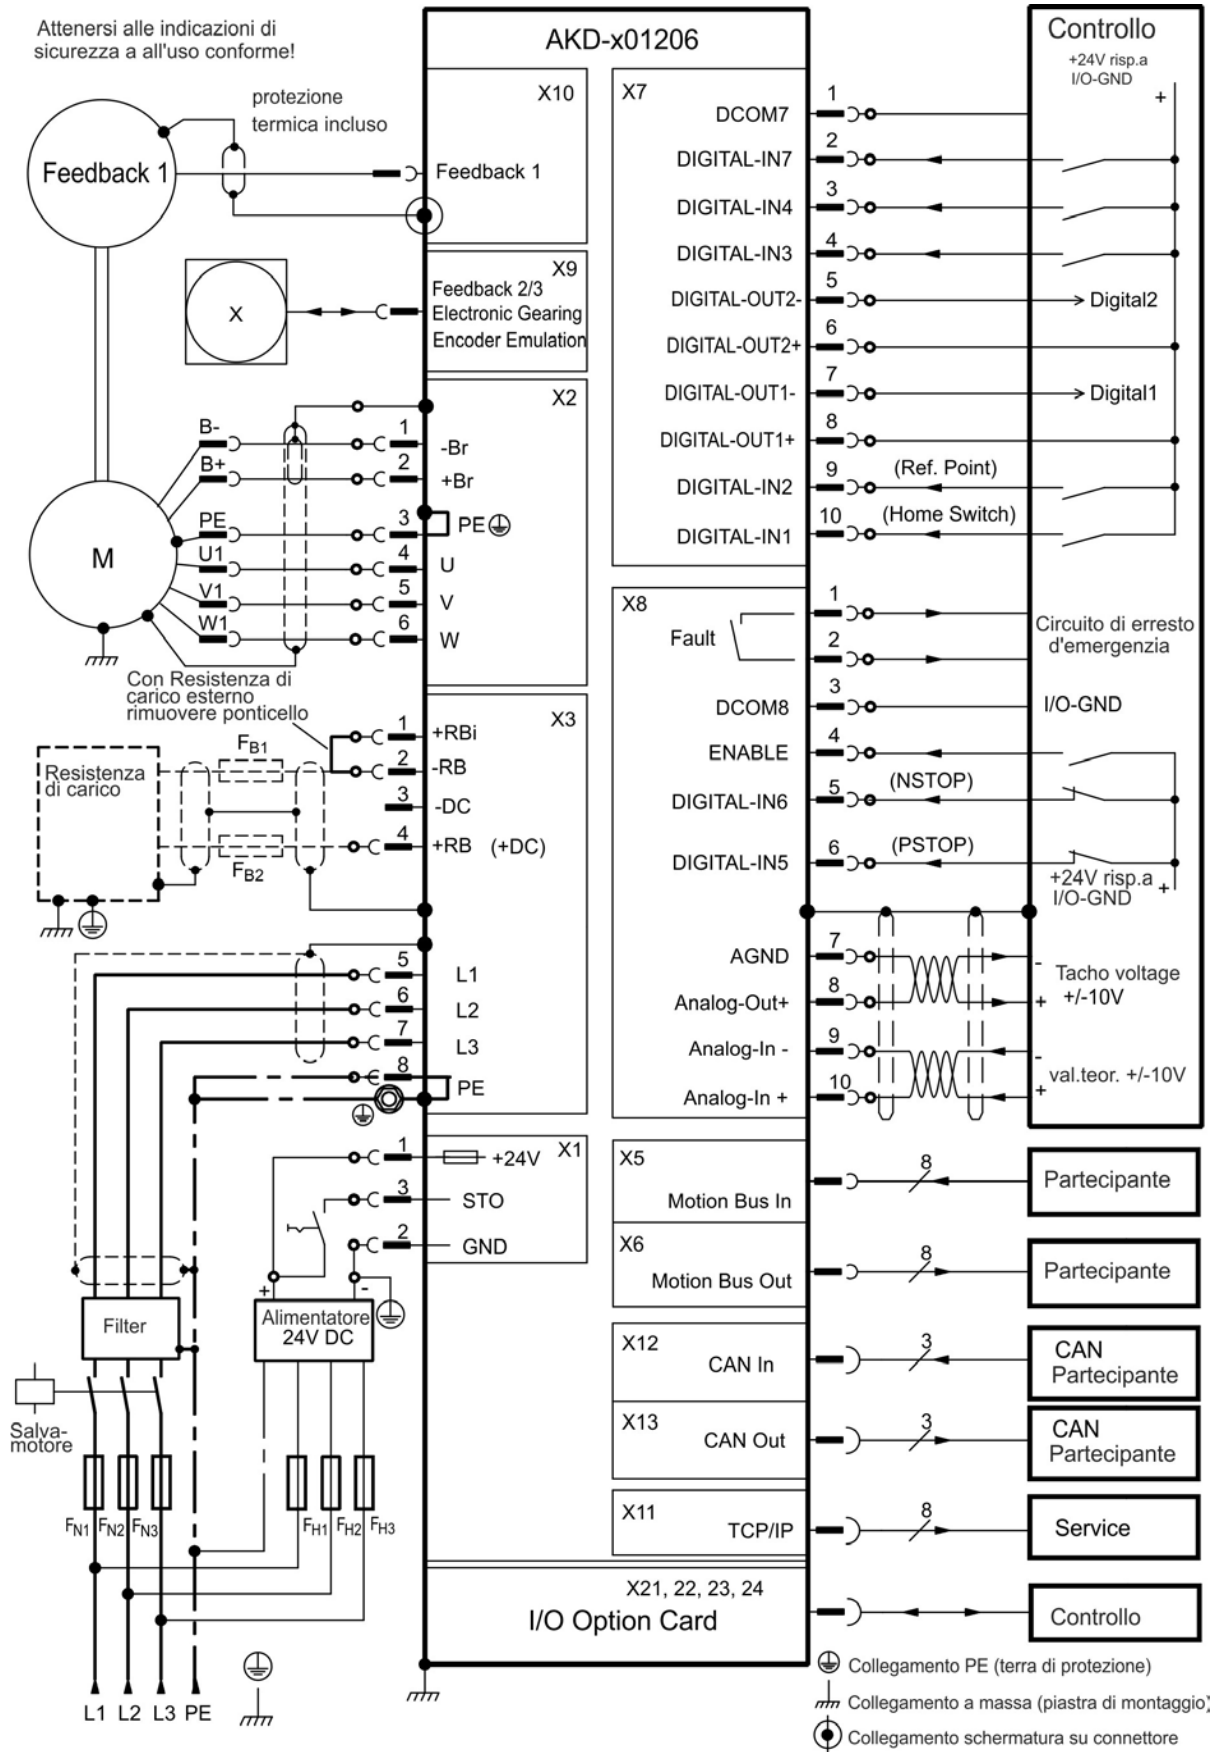 Attenersi alle indicazioni di
sicurezza a all'uso conforme!
AKD-x01206
Controllo
+24V risp.a
I/O-GND
+
protezione
termica incluso
Feedback 1
X10
Feedback 1
X
X9
Feedback 2/3
Electronic Gearing
Encoder Emulation
X2
B-
1
-Br
B+
2
+Br
PE
3
PE
U1
4
U
V1
5
V
W1
6
W
M
Con Resistenza di
carico esterno
rimuovere ponticello
X3
Resistenza
di carico
FB1
FB2
1
+RBi
2
-RB
3
-DC
4
+RB (+DC)
5
L1
6
L2
7
L3
8
PE
X1
1
+24V
3
STO
2
GND
+
-
Alimentatore
24V DC
Filter
Salva-
motore
FN1
FN2
FN3
FH1
FH2
FH3
L1
L2
L3
PE
X7
DCOM7
1
DIGITAL-IN7
2
DIGITAL-IN4
3
DIGITAL-IN3
4
DIGITAL-OUT2-
5
Digital2
DIGITAL-OUT2+
6
DIGITAL-OUT1-
7
Digital1
DIGITAL-OUT1+
8
DIGITAL-IN2
9
(Ref. Point)
DIGITAL-IN1
10
(Home Switch)
X8
Fault
1
2
Circuito di erresto
d'emergenzia
DCOM8
3
I/O-GND
ENABLE
4
DIGITAL-IN6
5
(NSTOP)
DIGITAL-IN5
6
(PSTOP)
+24V risp.a
I/O-GND
+
AGND
7
-
Tacho voltage
+/-10V
Analog-Out+
8
+
Analog-In -
9
-
val.teor. +/-10V
Analog-In +
10
+
X5
Motion Bus In
8
Partecipante
X6
Motion Bus Out
8
Partecipante
X12
CAN In
3
CAN
Partecipante
X13
CAN Out
3
CAN
Partecipante
X11
TCP/IP
8
Service
X21, 22, 23, 24
I/O Option Card
Controllo
Collegamento PE (terra di protezione)
Collegamento a massa (piastra di montaggio)
Collegamento schermatura su connettore